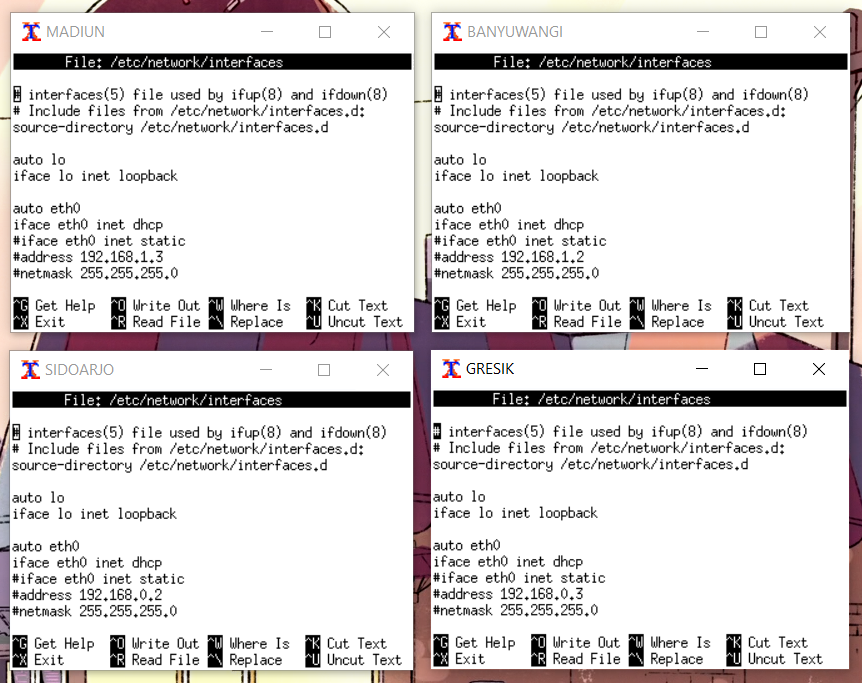 MADIUN
File: /etc/network/interfaces
# interfaces(5) file used by ifup(8) and ifdown(8)
# Include files from /etc/network/interfaces.d:
source-directory /etc/network/interfaces.d
auto lo
iface lo inet loopback
auto eth0
iface eth0 inet dhcp
#iface eth0 inet static
#address 192.168.1.3
#netmask 255.255.255.0
^G Get Help ^O Write Out ^W Where Is ^K Cut Text
^X Exit ^R Read File ^\ Replace ^U Uncut Text
BANYUWANGI
File: /etc/network/interfaces
# interfaces(5) file used by ifup(8) and ifdown(8)
# Include files from /etc/network/interfaces.d:
source-directory /etc/network/interfaces.d
auto lo
iface lo inet loopback
auto eth0
iface eth0 inet dhcp
#iface eth0 inet static
#address 192.168.1.2
#netmask 255.255.255.0
^G Get Help ^O Write Out ^W Where Is ^K Cut Text
^X Exit ^R Read File ^\ Replace ^U Uncut Text
SIDOARJO
File: /etc/network/interfaces
# interfaces(5) file used by ifup(8) and ifdown(8)
# Include files from /etc/network/interfaces.d:
source-directory /etc/network/interfaces.d
auto lo
iface lo inet loopback
auto eth0
iface eth0 inet dhcp
#iface eth0 inet static
#address 192.168.0.2
#netmask 255.255.255.0
^G Get Help ^O Write Out ^W Where Is ^K Cut Text
^X Exit ^R Read File ^\ Replace ^U Uncut Text
GRESIK
File: /etc/network/interfaces
# interfaces(5) file used by ifup(8) and ifdown(8)
# Include files from /etc/network/interfaces.d:
source-directory /etc/network/interfaces.d
auto lo
iface lo inet loopback
auto eth0
iface eth0 inet dhcp
#iface eth0 inet static
#address 192.168.0.3
#netmask 255.255.255.0
^G Get Help ^O Write Out ^W Where Is ^K Cut Text
^X Exit ^R Read File ^\ Replace ^U Uncut Text